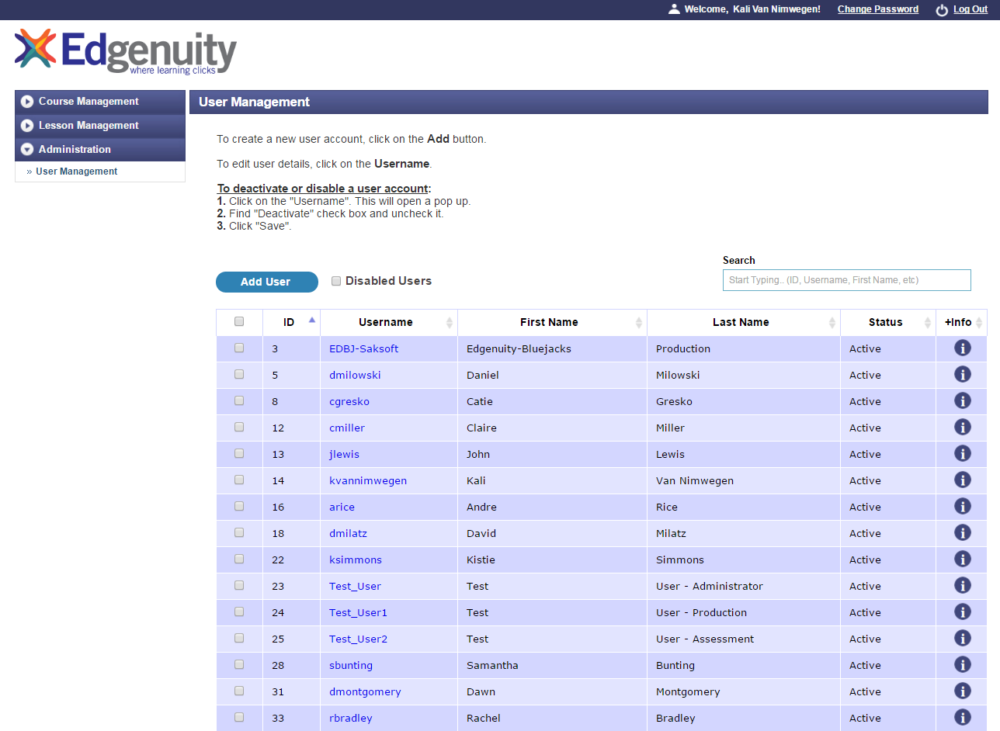 Welcome, Kali Van Nimwegen! Change Password Log Out
Edgenuity
where learning clicks
Course Management
Lesson Management
Administration
» User Management
User Management
To create a new user account, click on the Add button.
To edit user details, click on the Username.
To deactivate or disable a user account:
1. Click on the "Username". This will open a pop up.
2. Find "Deactivate" check box and uncheck it.
3. Click "Save".
Search
Start Typing.. (ID, Username, First Name, etc)
Add User Disabled Users
ID Username First Name Last Name Status +Info
3 EDBJ-Saksoft Edgenuity-Bluejacks Production Active i
5 dmilowski Daniel Milowski Active i
8 cgresko Catie Gresko Active i
12 cmiller Claire Miller Active i
13 jlewis John Lewis Active i
14 kvannimwegen Kali Van Nimwegen Active i
16 arice Andre Rice Active i
18 dmilatz David Milatz Active i
22 ksimmons Kistie Simmons Active i
23 Test_User Test User - Administrator Active i
24 Test_User1 Test User - Production Active i
25 Test_User2 Test User - Assessment Active i
28 sbunting Samantha Bunting Active i
31 dmontgomery Dawn Montgomery Active i
33 rbradley Rachel Bradley Active i